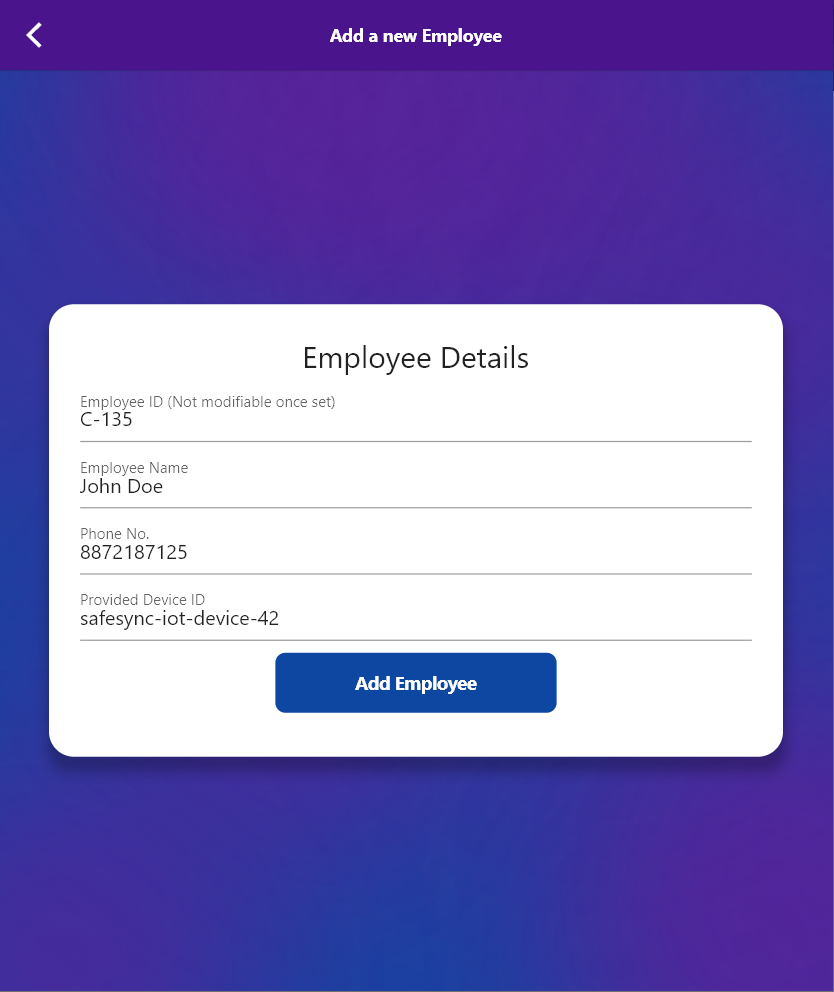 Add a new Employee
Employee Details
Employee ID (Not modifiable once set)
C-135
Employee Name
John Doe
Phone No.
8872187125
Provided Device ID
safesync-iot-device-42
Add Employee